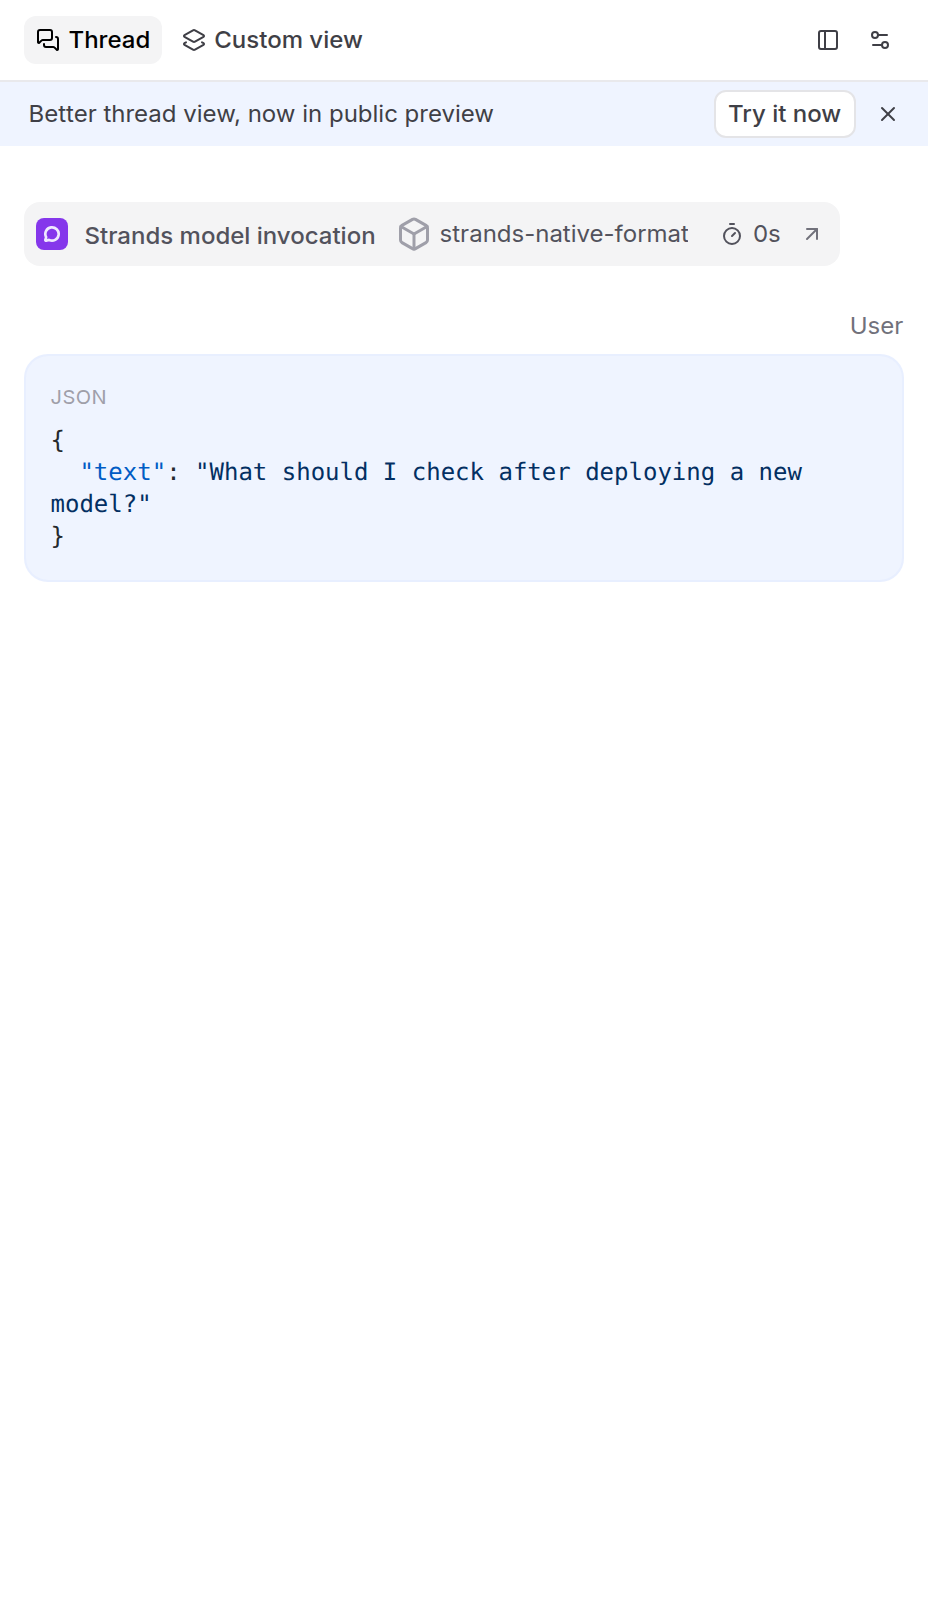 Thread
Custom view
Better thread view, now in public preview
Try it now
Strands model invocation
strands-native-format
0s
User
JSON
{
"text": "What should I check after deploying a new
model?"
}